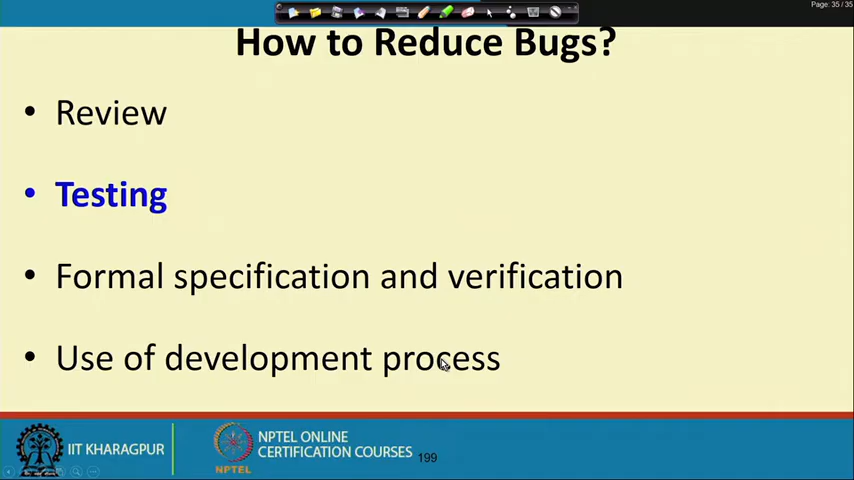 Page: 35 / 35
How to Reduce Bugs?
• Review
• Testing
• Formal specification and verification
• Use of development process
IIT KHARAGPUR
NPTEL
NPTEL ONLINE
CERTIFICATION COURSES
199